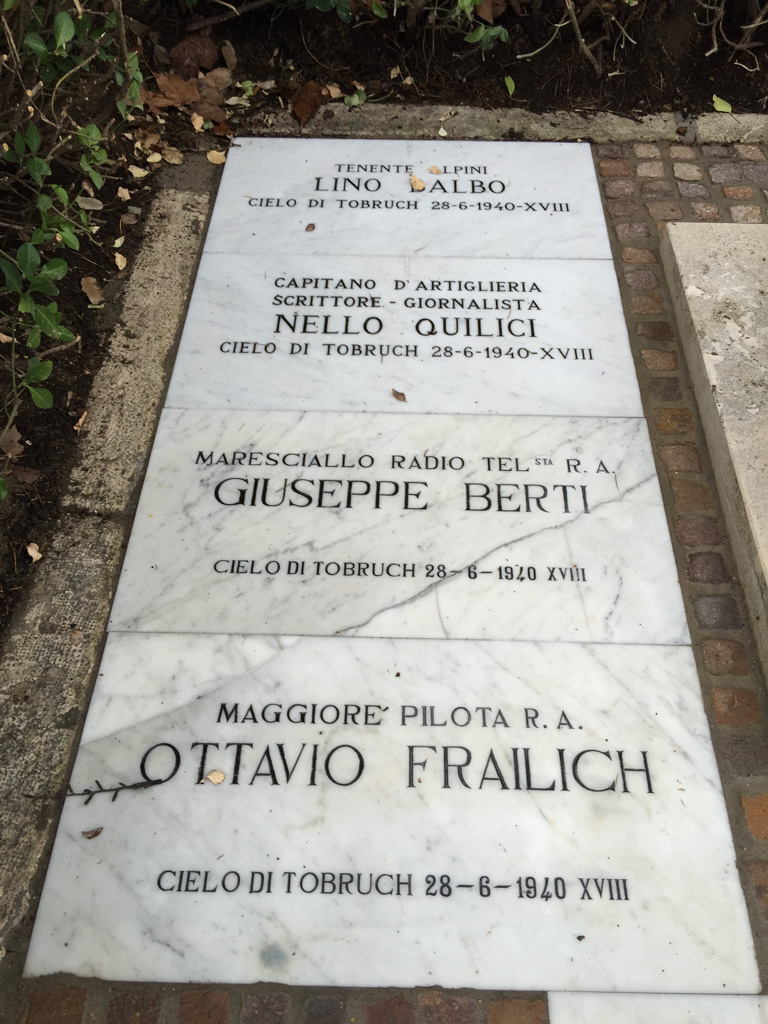 TENENTE ALPINI
LINO BALBO
CIELO DI TOBRUCH 28-6-1940-XVIII
CAPITANO D'ARTIGLIERIA
SCRITTORE.-GIORNALISTA
NELLO QUILICI
CIELO DI TOBRUCH 28-6-1940-XVIII
MARESCIALLO RADIO TEL STA R. A.
GIUSEPPE BERTI
CIELO DI TOBRUCH 28-6-1940 XVIII
MAGGIORE PILOTA R. A.
OTTAVIO FRAILICH
CIELO DI TOBRUCH 28-6-1940 XVIII